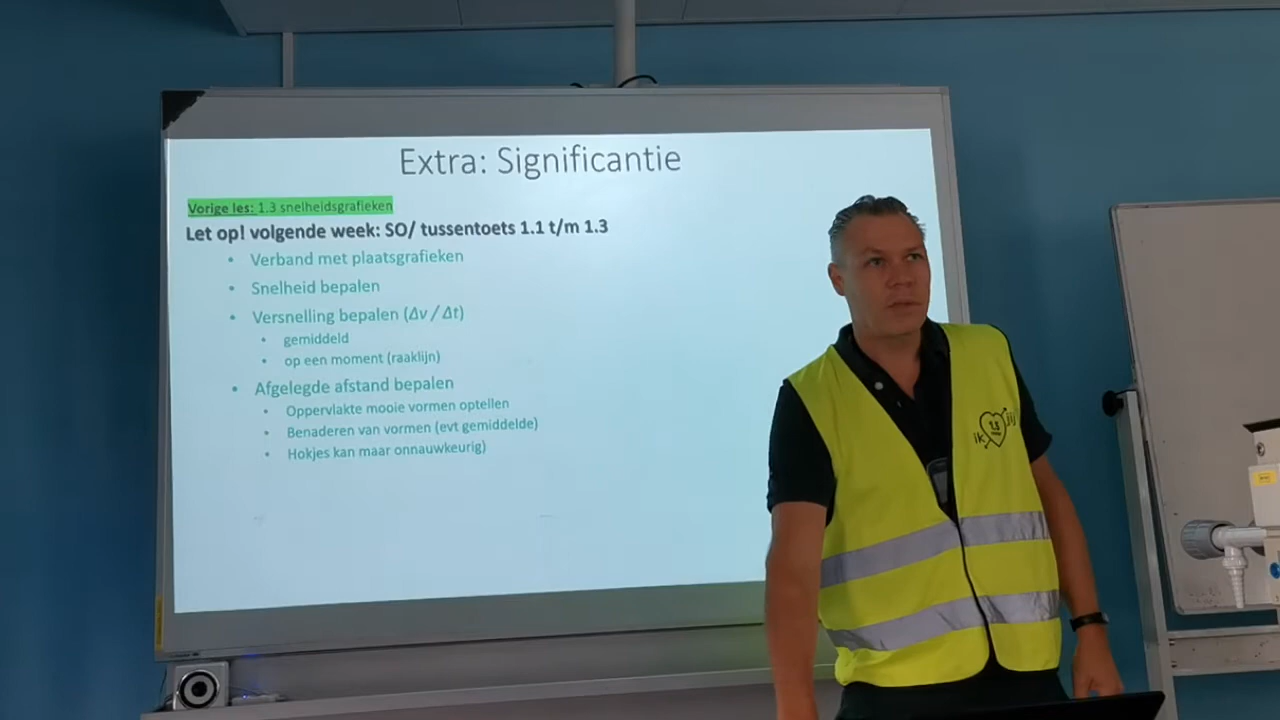 Extra: Significantie
Vorige les: 1.3 snelheidsgrafieken
Let op! volgende week: SO/ tussentoets 1.1 t/m 1.3
• Verband met plaatsgrafieken
• Snelheid bepalen
• Versnelling bepalen (Δv / Δt)
• gemiddeld
• op een moment (raaklijn)
• Afgelegde afstand bepalen
• Oppervlakte mooie vormen optellen
• Benaderen van vormen (evt gemiddelde)
• Hokjes kan maar onnauwkeurig)
ik 1.5 jij